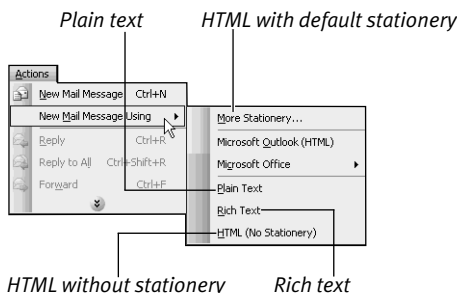 Plain text
HTML with default stationery
Actions
New Mail Message Ctrl+N
New Mail Message Using
Reply Ctrl+R
Reply to All Ctrl+Shift+R
Forward Ctrl+F
More Stationery...
Microsoft Outlook (HTML)
Microsoft Office
Plain Text
Rich Text
HTML (No Stationery)
HTML without stationery
Rich text